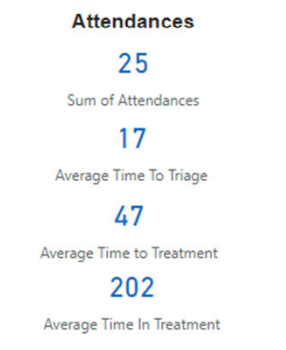 Attendances
25
Sum of Attendances
17
Average Time To Triage
47
Average Time to Treatment
202
Average Time In Treatment